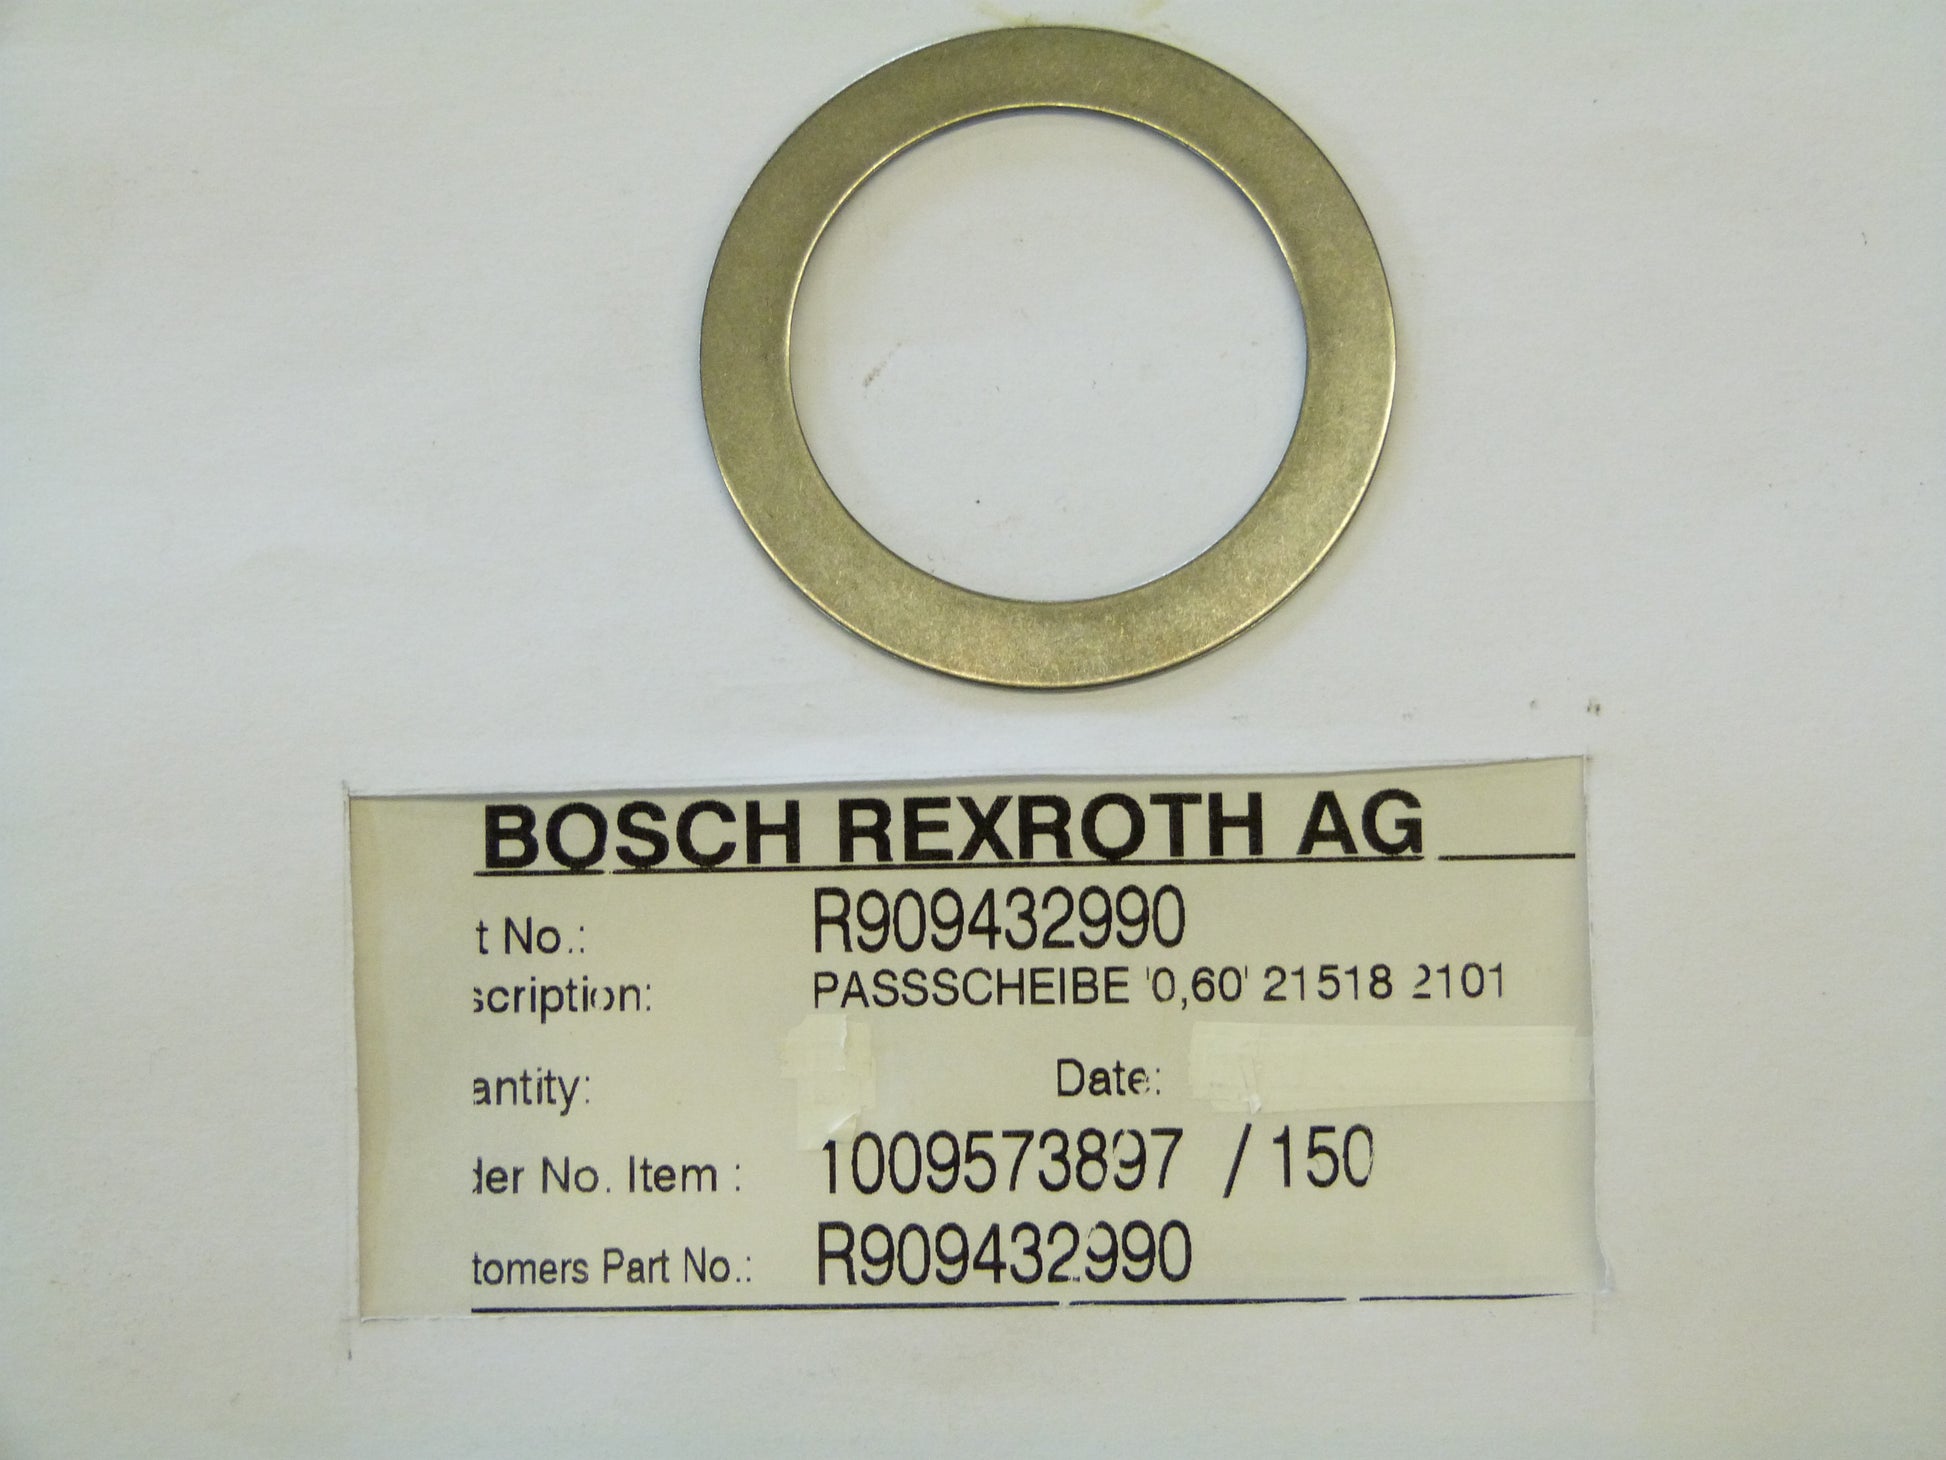 BOSCH REXROTH AG
t No.: R909432990
scription: PASSSCHEIBE '0,60' 21518 2101
antity: Date:
der No. Item : 1009573897 / 150
tomers Part No.: R909432990